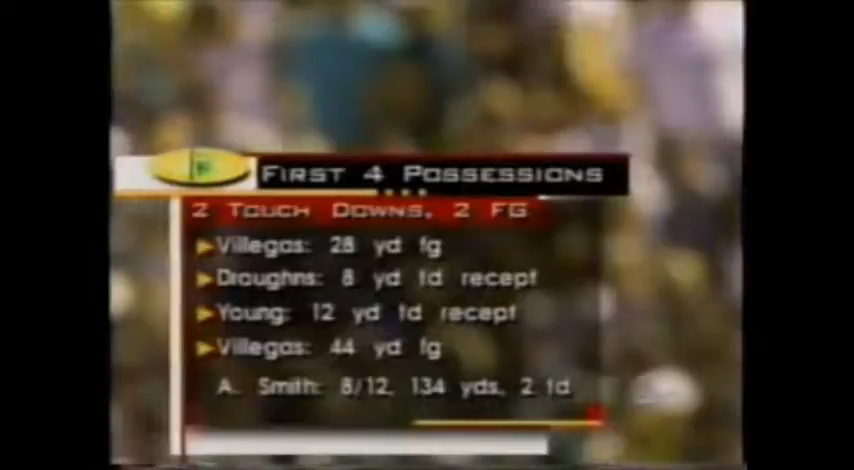 First 4 Possessions
2 Touch Downs, 2 FG
Villegas: 28 yd fg
Droughns: 8 yd td recept
Young: 12 yd td recept
Villegas: 44 yd fg
A. Smith: 8/12, 134 yds, 2 td